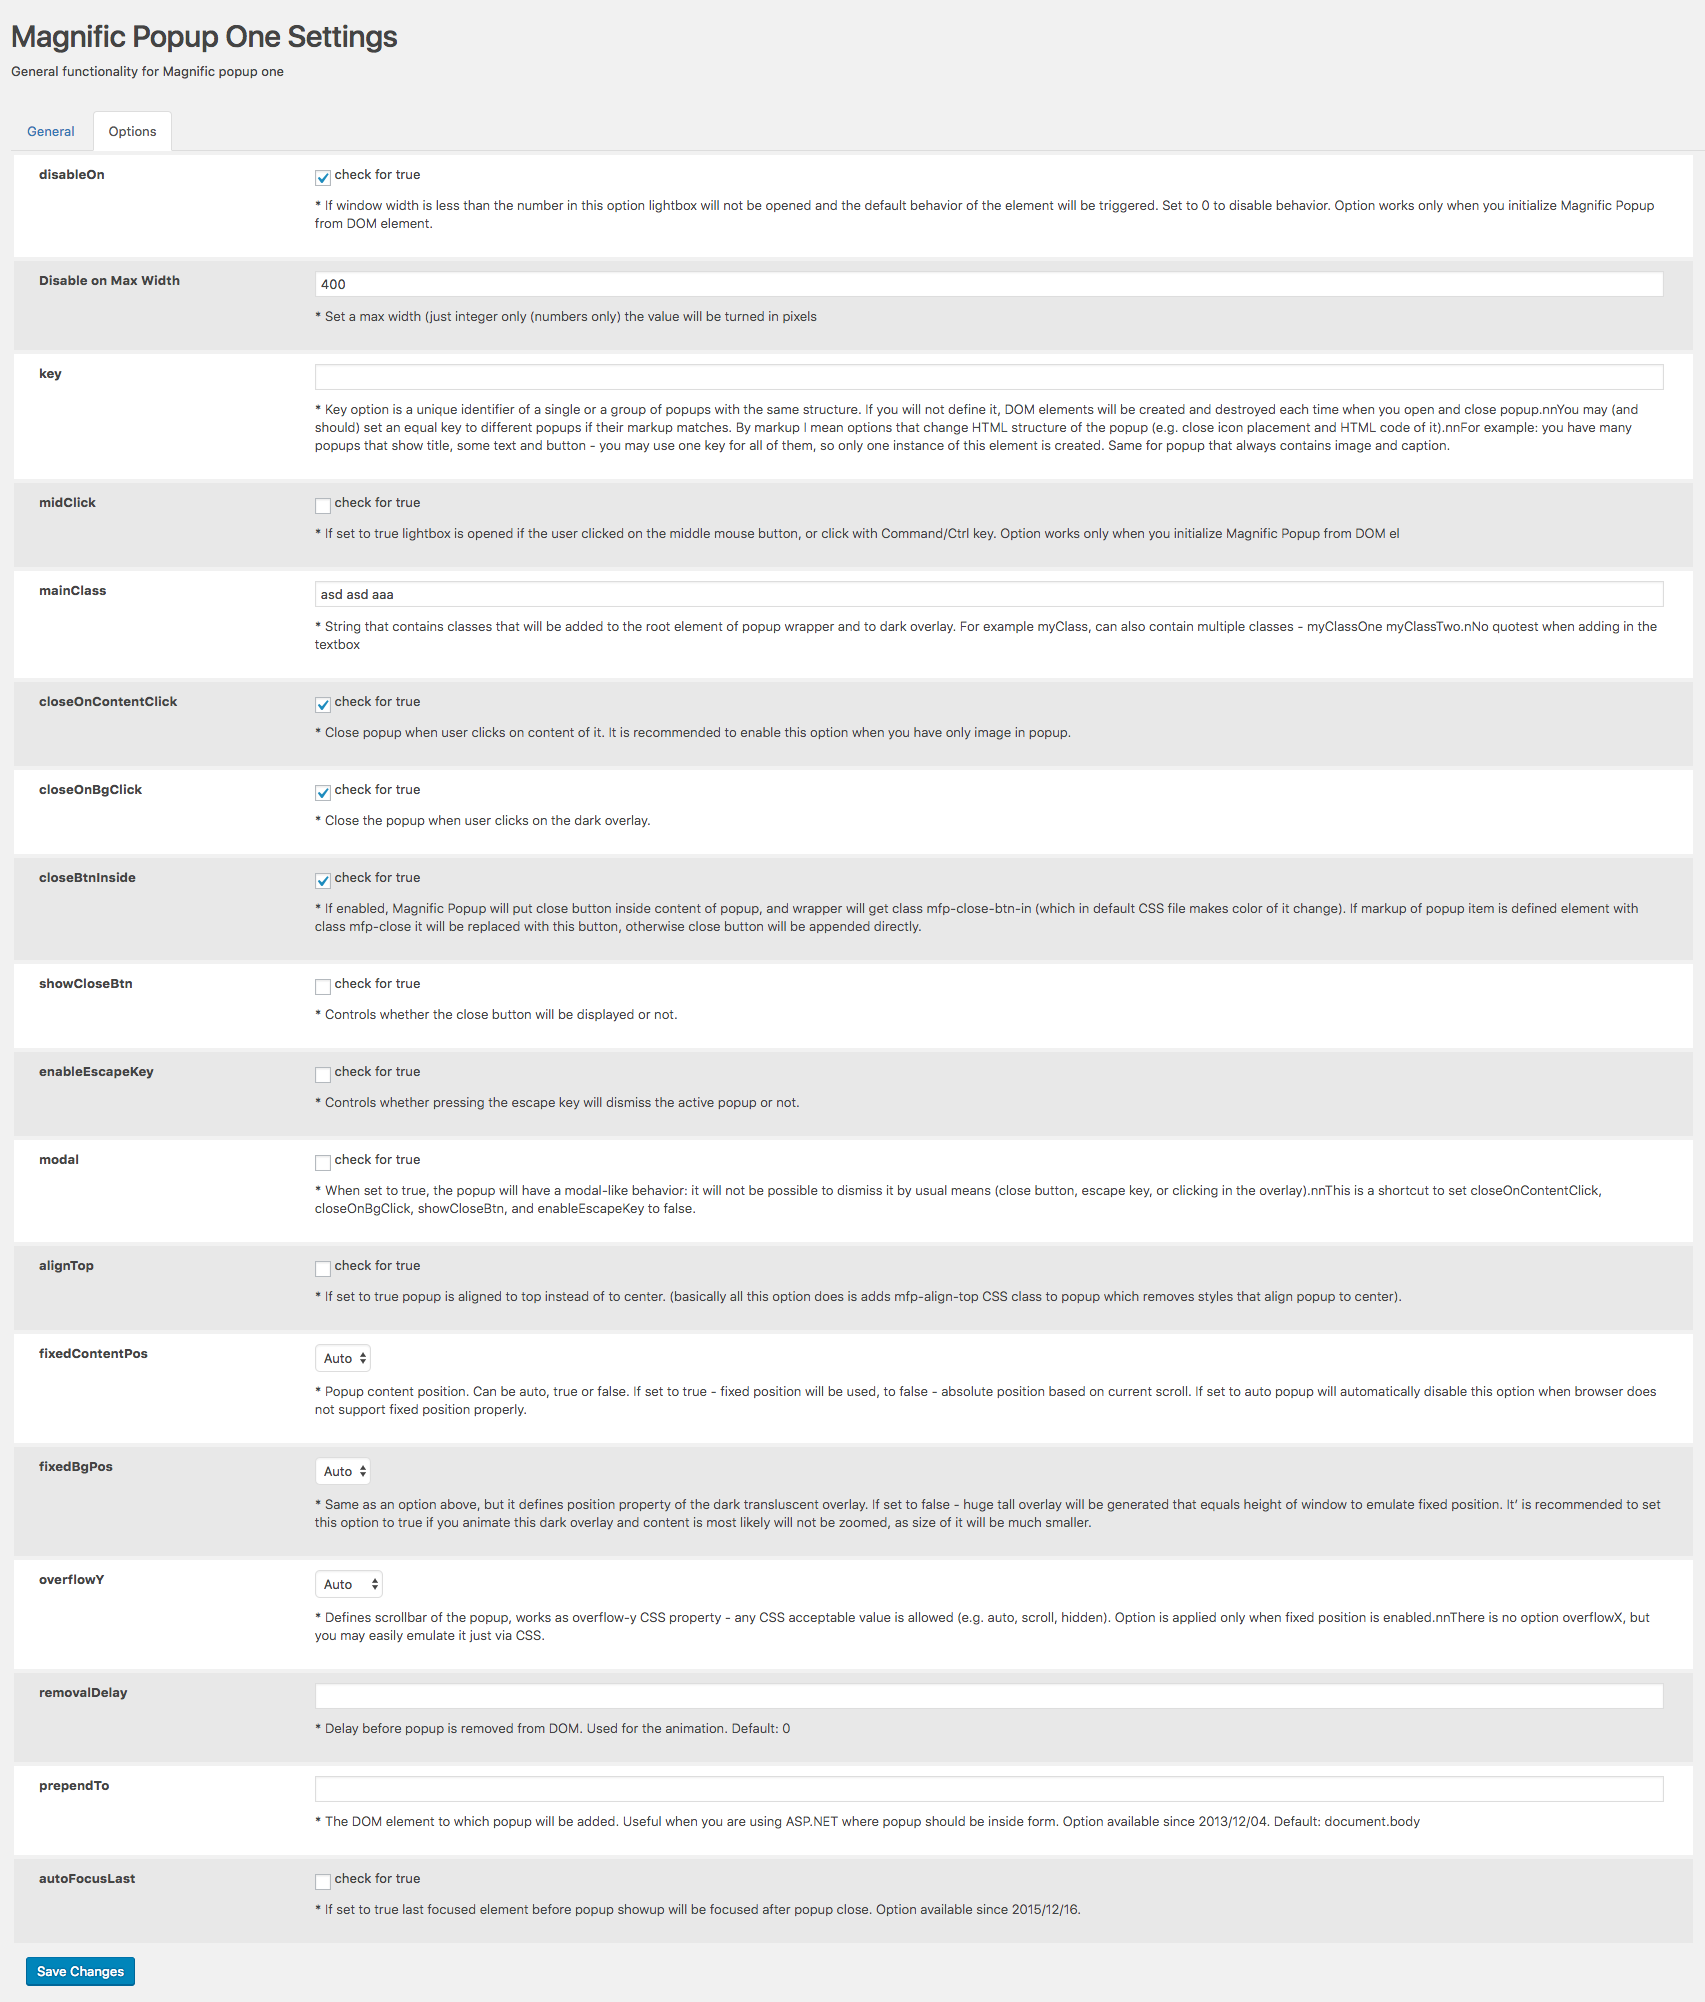 Magnific Popup One Settings
General functionality for Magnific popup one
General
Options
disableOn
check for true
* If window width is less than the number in this option lightbox will not be opened and the default behavior of the element will be triggered. Set to 0 to disable behavior. Option works only when you initialize Magnific Popup
from DOM element.
Disable on Max Width
400
* Set a max width (just integer only (numbers only) the value will be turned in pixels
key
* Key option is a unique identifier of a single or a group of popups with the same structure. If you will not define it, DOM elements will be created and destroyed each time when you open and close popup.nnYou may (and
should) set an equal key to different popups if their markup matches. By markup I mean options that change HTML structure of the popup (e.g. close icon placement and HTML code of it).nnFor example: you have many
popups that show title, some text and button - you may use one key for all of them, so only one instance of this element is created. Same for popup that always contains image and caption.
midClick
check for true
* If set to true lightbox is opened if the user clicked on the middle mouse button, or click with Command/Ctrl key. Option works only when you initialize Magnific Popup from DOM el
mainClass
asd asd aaa
* String that contains classes that will be added to the root element of popup wrapper and to dark overlay. For example myClass, can also contain multiple classes - myClassOne myClassTwo.nNo quotest when adding in the
textbox
closeOnContentClick
check for true
* Close popup when user clicks on content of it. It is recommended to enable this option when you have only image in popup.
closeOnBgClick
check for true
* Close the popup when user clicks on the dark overlay.
closeBtnInside
check for true
* If enabled, Magnific Popup will put close button inside content of popup, and wrapper will get class mfp-close-btn-in (which in default CSS file makes color of it change). If markup of popup item is defined element with
class mfp-close it will be replaced with this button, otherwise close button will be appended directly.
showCloseBtn
check for true
* Controls whether the close button will be displayed or not.
enableEscapeKey
check for true
* Controls whether pressing the escape key will dismiss the active popup or not.
modal
check for true
* When set to true, the popup will have a modal-like behavior: it will not be possible to dismiss it by usual means (close button, escape key, or clicking in the overlay).nnThis is a shortcut to set closeOnContentClick,
closeOnBgClick, showCloseBtn, and enableEscapeKey to false.
alignTop
check for true
* If set to true popup is aligned to top instead of to center. (basically all this option does is adds mfp-align-top CSS class to popup which removes styles that align popup to center).
fixedContentPos
Auto
* Popup content position. Can be auto, true or false. If set to true - fixed position will be used, to false - absolute position based on current scroll. If set to auto popup will automatically disable this option when browser does
not support fixed position properly.
fixedBgPos
Auto
* Same as an option above, but it defines position property of the dark transluscent overlay. If set to false - huge tall overlay will be generated that equals height of window to emulate fixed position. It’ is recommended to set
this option to true if you animate this dark overlay and content is most likely will not be zoomed, as size of it will be much smaller.
overflowY
Auto
* Defines scrollbar of the popup, works as overflow-y CSS property - any CSS acceptable value is allowed (e.g. auto, scroll, hidden). Option is applied only when fixed position is enabled.nnThere is no option overflowX, but
you may easily emulate it just via CSS.
removalDelay
* Delay before popup is removed from DOM. Used for the animation. Default: 0
prependTo
* The DOM element to which popup will be added. Useful when you are using ASP.NET where popup should be inside form. Option available since 2013/12/04. Default: document.body
autoFocusLast
check for true
* If set to true last focused element before popup showup will be focused after popup close. Option available since 2015/12/16.
Save Changes